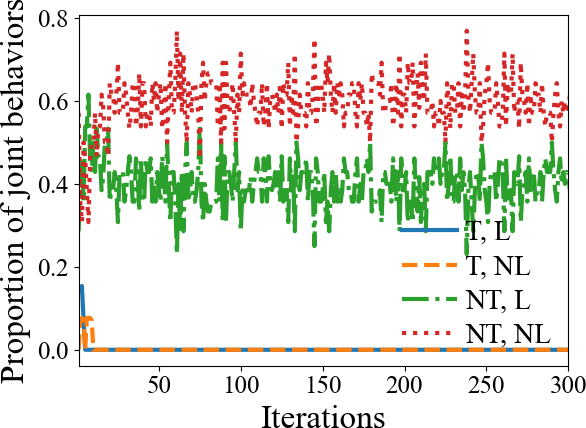 Proportion of joint behaviors
0.8
0.6
0.4
0.2
0.0
T, L
T, NL
NT, L
NT, NL
50
100
150
200
250
300
Iterations